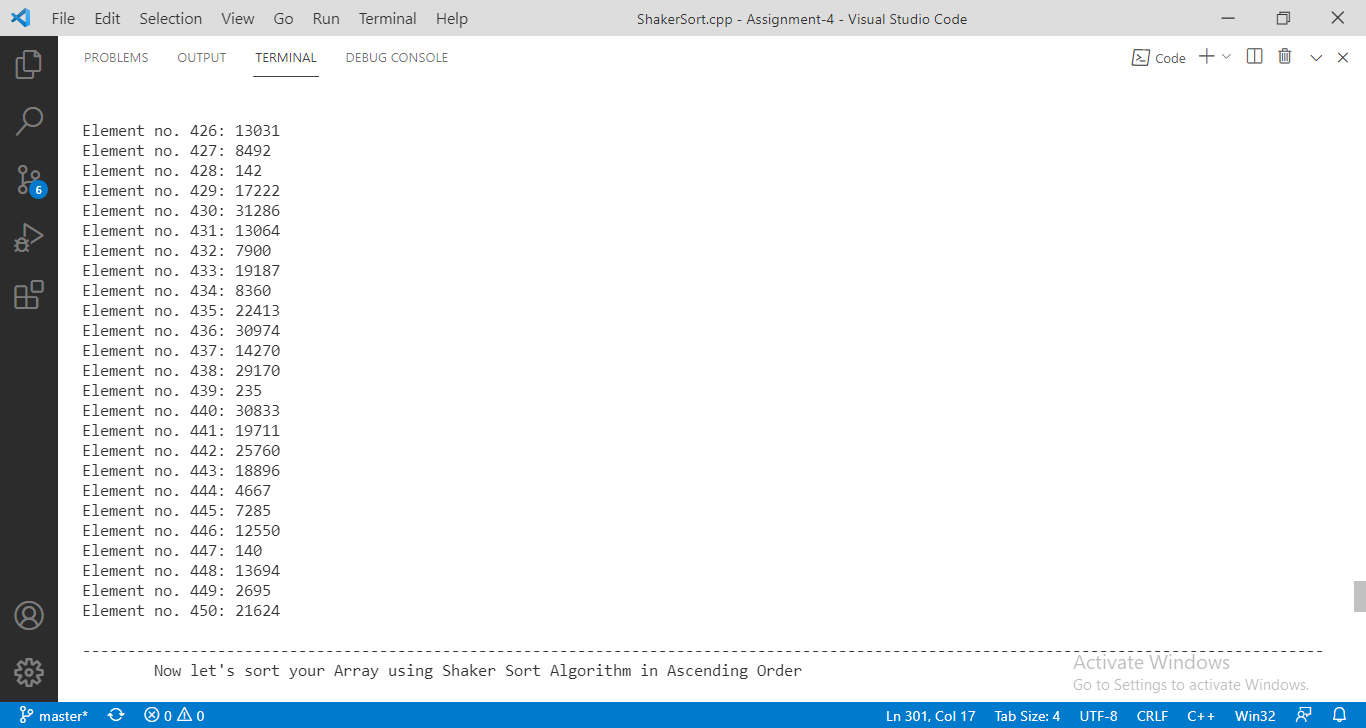 File Edit Selection View Go Run Terminal Help ShakerSort.cpp - Assignment-4 - Visual Studio Code
PROBLEMS OUTPUT TERMINAL DEBUG CONSOLE Code
Element no. 426: 13031
Element no. 427: 8492
Element no. 428: 142
Element no. 429: 17222
Element no. 430: 31286
Element no. 431: 13064
Element no. 432: 7900
Element no. 433: 19187
Element no. 434: 8360
Element no. 435: 22413
Element no. 436: 30974
Element no. 437: 14270
Element no. 438: 29170
Element no. 439: 235
Element no. 440: 30833
Element no. 441: 19711
Element no. 442: 25760
Element no. 443: 18896
Element no. 444: 4667
Element no. 445: 7285
Element no. 446: 12550
Element no. 447: 140
Element no. 448: 13694
Element no. 449: 2695
Element no. 450: 21624
------------------------------------------------------------------------------------------------------------------------------------------
Now let's sort your Array using Shaker Sort Algorithm in Ascending Order
Activate Windows
Go to Settings to activate Windows.
6
master* 0 0 Ln 301, Col 17 Tab Size: 4 UTF-8 CRLF C++ Win32